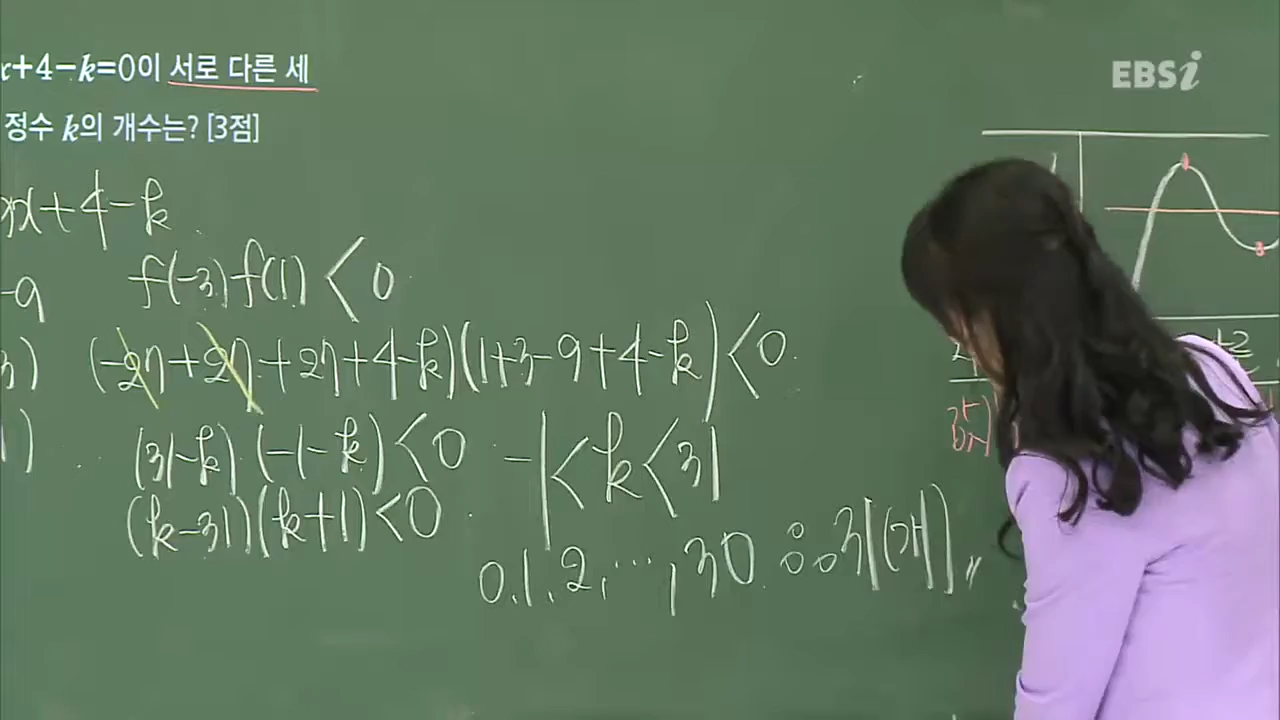 x+4-k=0이 서로 다른 세
EBSi
정수 k의 개수는? [3점]
x+4-k
-9
f(-3)f(1)<0
3) (-27+27+27+4-k)(1+3-9+4-k)<0
1) (31-k)(-1-k)<0 -1<k<31
(k-31)(k+1)<0
0,1,2,…,30 ∴31(개)